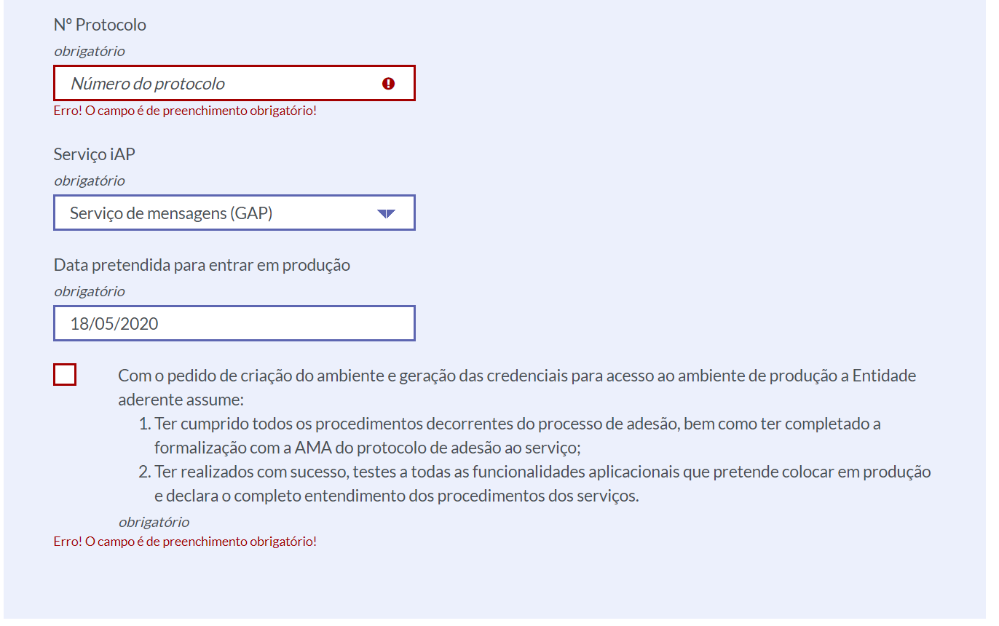 Nº Protocolo
obrigatório
Número do protocolo
Erro! O campo é de preenchimento obrigatório!
Serviço iAP
obrigatório
Serviço de mensagens (GAP)
Data pretendida para entrar em produção
obrigatório
18/05/2020
Com o pedido de criação do ambiente e geração das credenciais para acesso ao ambiente de produção a Entidade
aderente assume:
1. Ter cumprido todos os procedimentos decorrentes do processo de adesão, bem como ter completado a
formalização com a AMA do protocolo de adesão ao serviço;
2. Ter realizados com sucesso, testes a todas as funcionalidades aplicacionais que pretende colocar em produção
e declara o completo entendimento dos procedimentos dos serviços.
obrigatório
Erro! O campo é de preenchimento obrigatório!